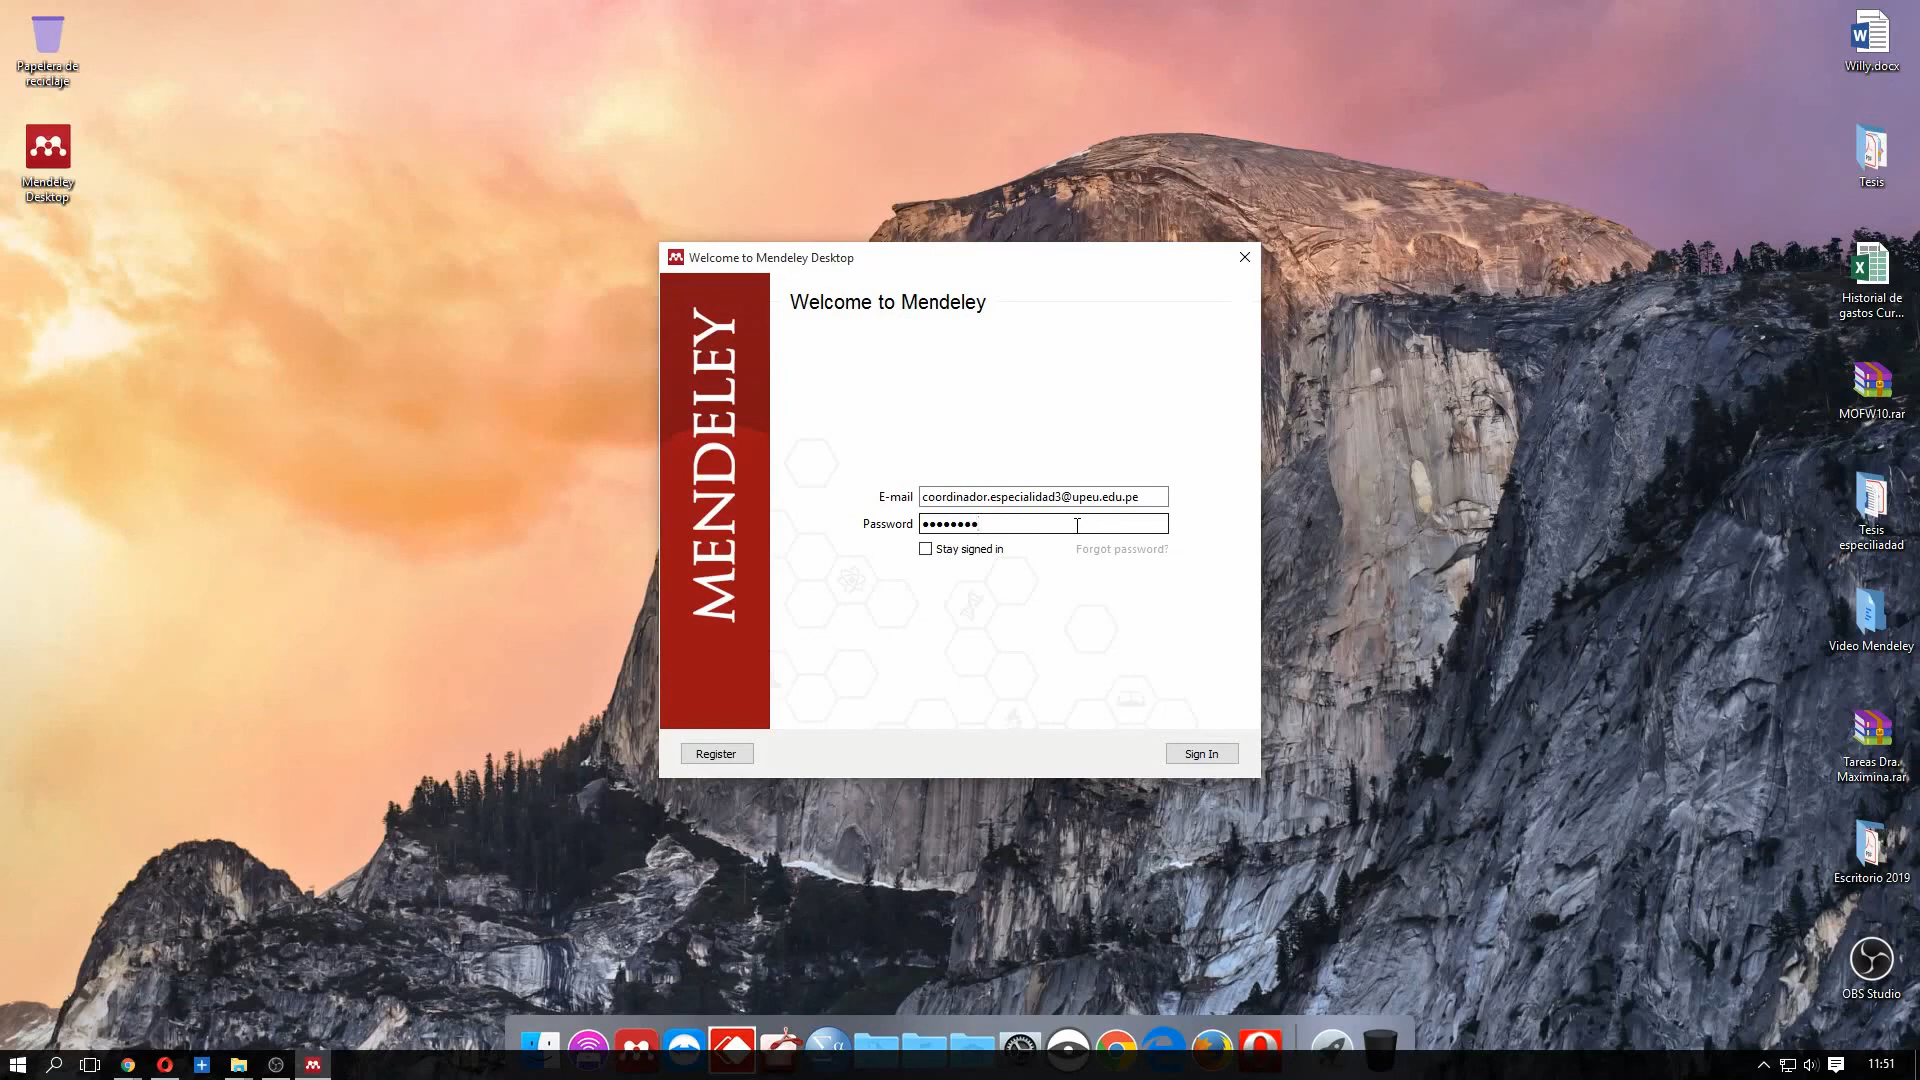 Papelera de
reciclaje
Mendeley
Desktop
Welcome to Mendeley Desktop
MENDELEY
Welcome to Mendeley
E-mail
coordinador.especialidad3@upeu.edu.pe
Password
••••••••
Stay signed in
Forgot password?
Register
Sign In
Willy.docx
Tesis
Historial de
gastos Cur...
MOFW10.rar
Tesis
especiliadad
Video Mendeley
Tareas Dra.
Maximina.rar
Escritorio 2019
OBS Studio
11:51